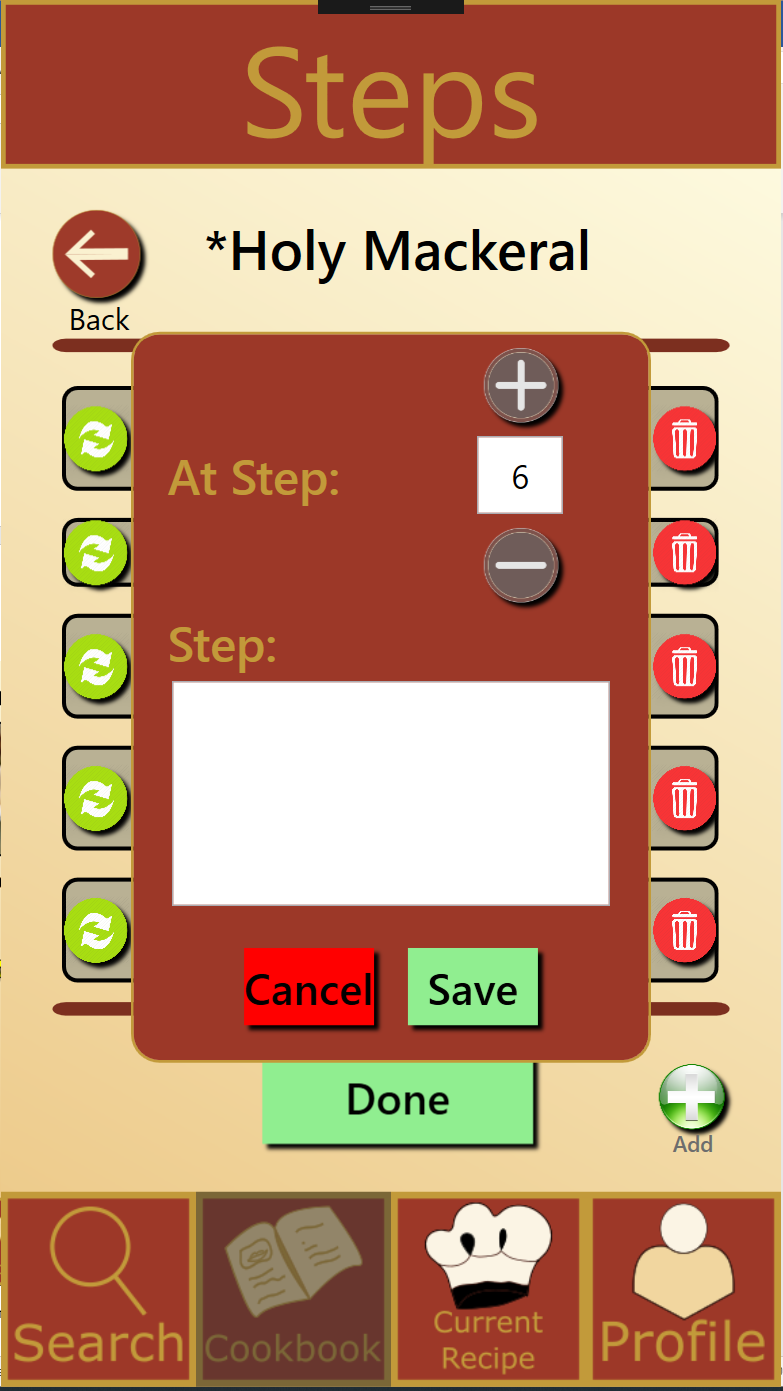 Steps
*Holy Mackeral
Back
At Step:
6
Step:
Cancel
Save
Done
Add
Search
Cookbook
Current
Recipe
Profile